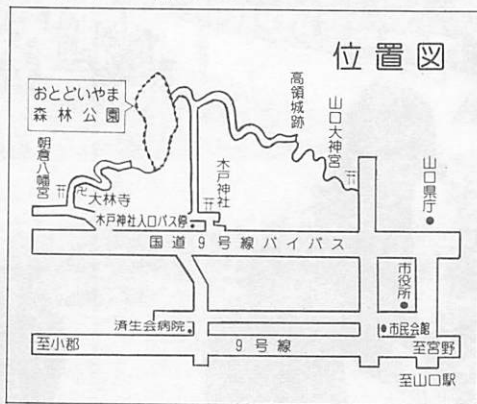 位置図
おとどいやま
森林公園
高領城跡
山口大神宮
山口県庁
朝倉八幡宮
大林寺
木戸神社
木戸神社入口バス停
国道9号線バイパス
市役所
済生会病院
市民会館
至小郡
9号線
至宮野
至山口駅